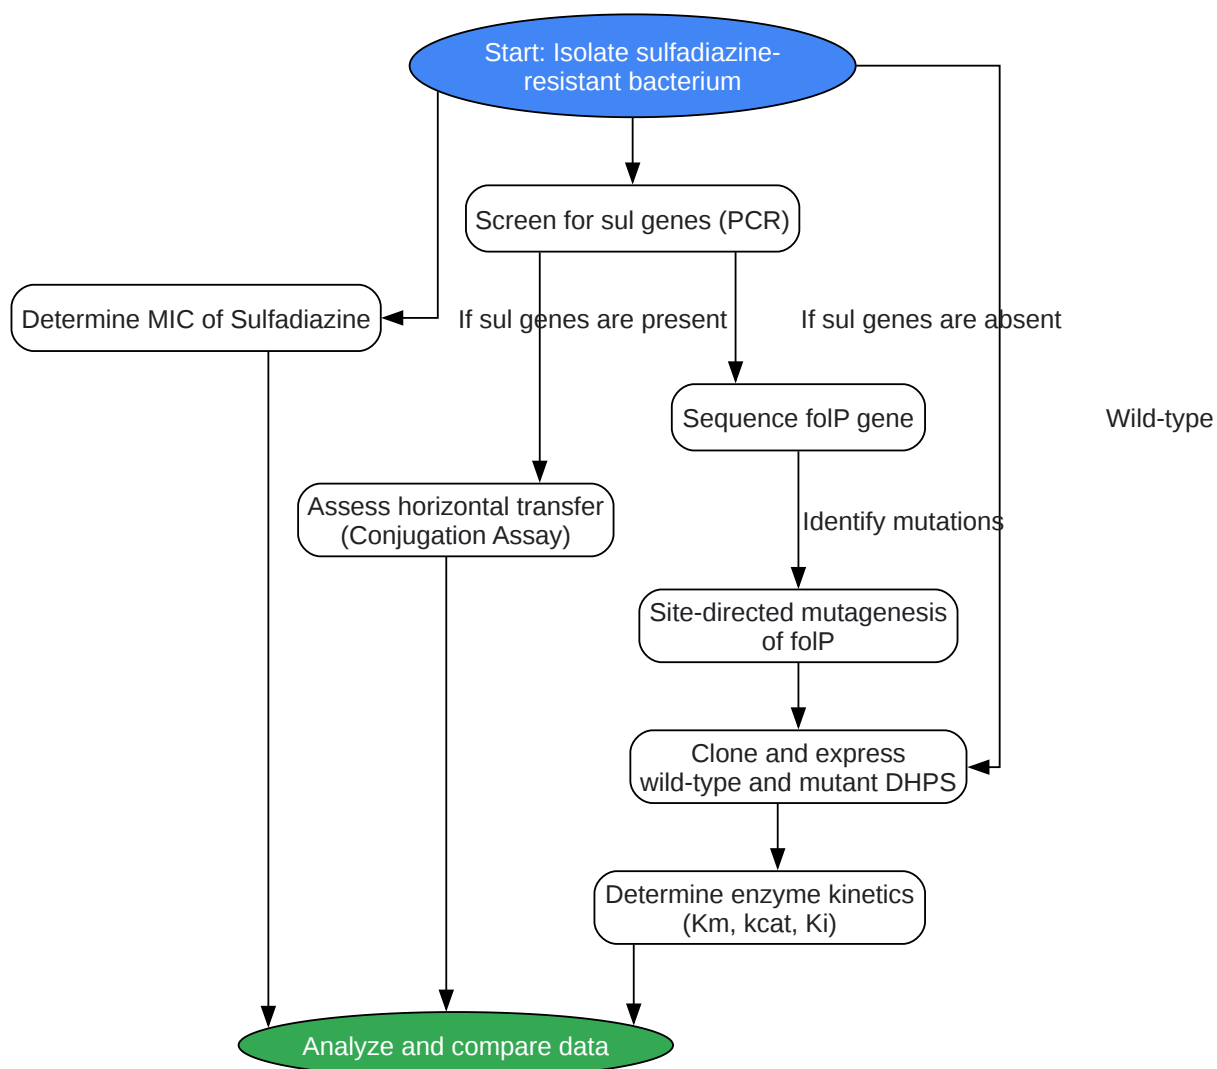 Start: Isolate sulfadiazine-
resistant bacterium
Screen for sul genes (PCR)
Determine MIC of Sulfadiazine
If sul genes are present
If sul genes are absent
Sequence folP gene
Wild-type
Assess horizontal transfer
(Conjugation Assay)
Identify mutations
Site-directed mutagenesis
of folP
Clone and express
wild-type and mutant DHPS
Determine enzyme kinetics
(Km, kcat, Ki)
Analyze and compare data